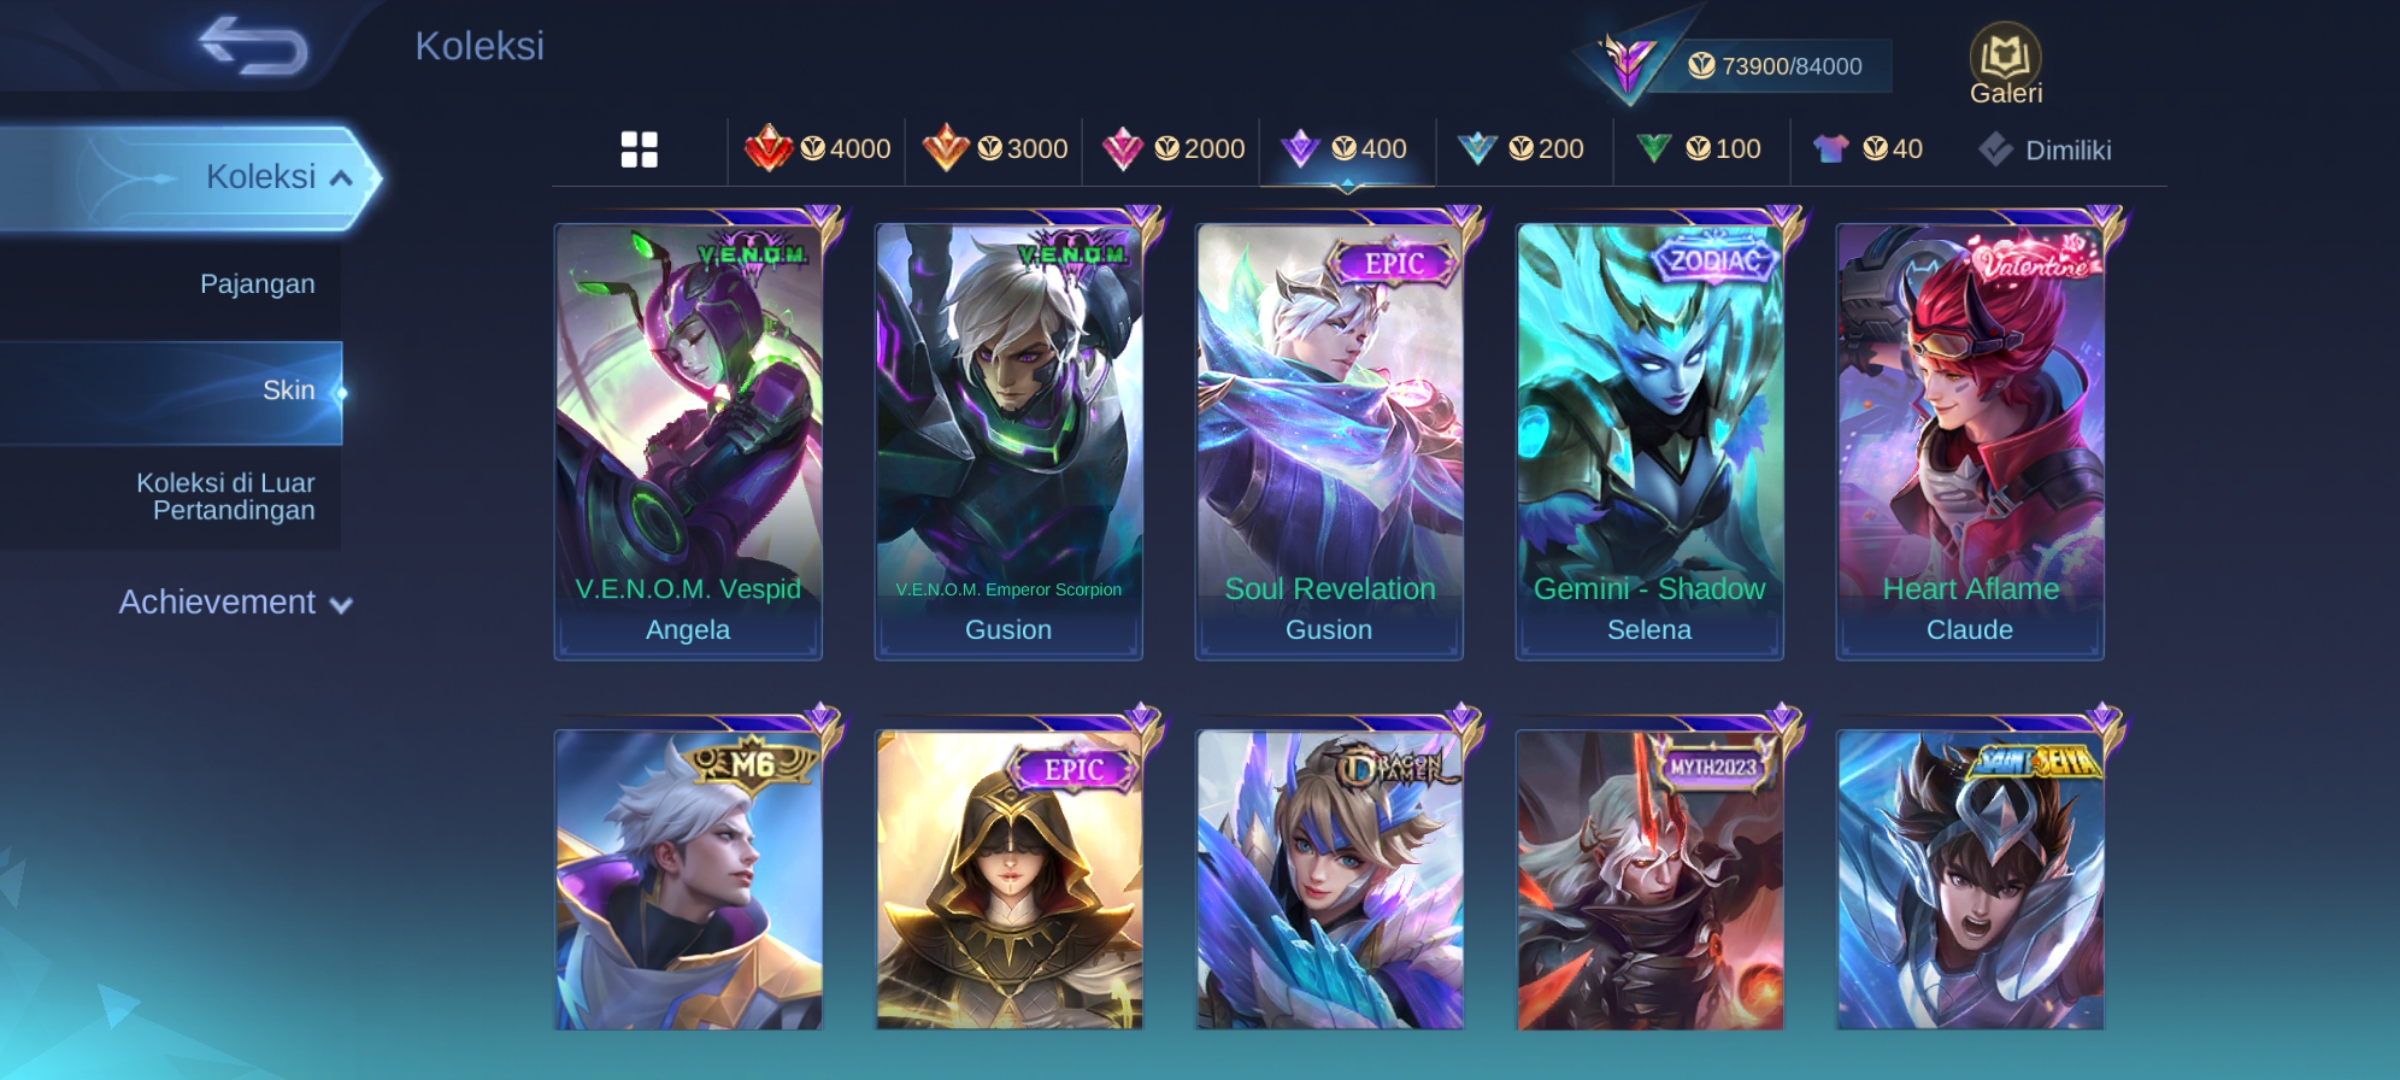 Koleksi
73900/84000
Galeri
4000
3000
2000
400
200
100
40
Dimiliki
Koleksi
Pajangan
Skin
Koleksi di Luar
Pertandingan
Achievement
V.E.N.O.M.
V.E.N.O.M. Vespid
Angela
V.E.N.O.M.
V.E.N.O.M. Emperor Scorpion
Gusion
EPIC
Soul Revelation
Gusion
ZODIAC
Gemini - Shadow
Selena
Valentine
Heart Aflame
Claude
M6
EPIC
DRAGON
TAMER
MYTH2023
SAINT SEIYA